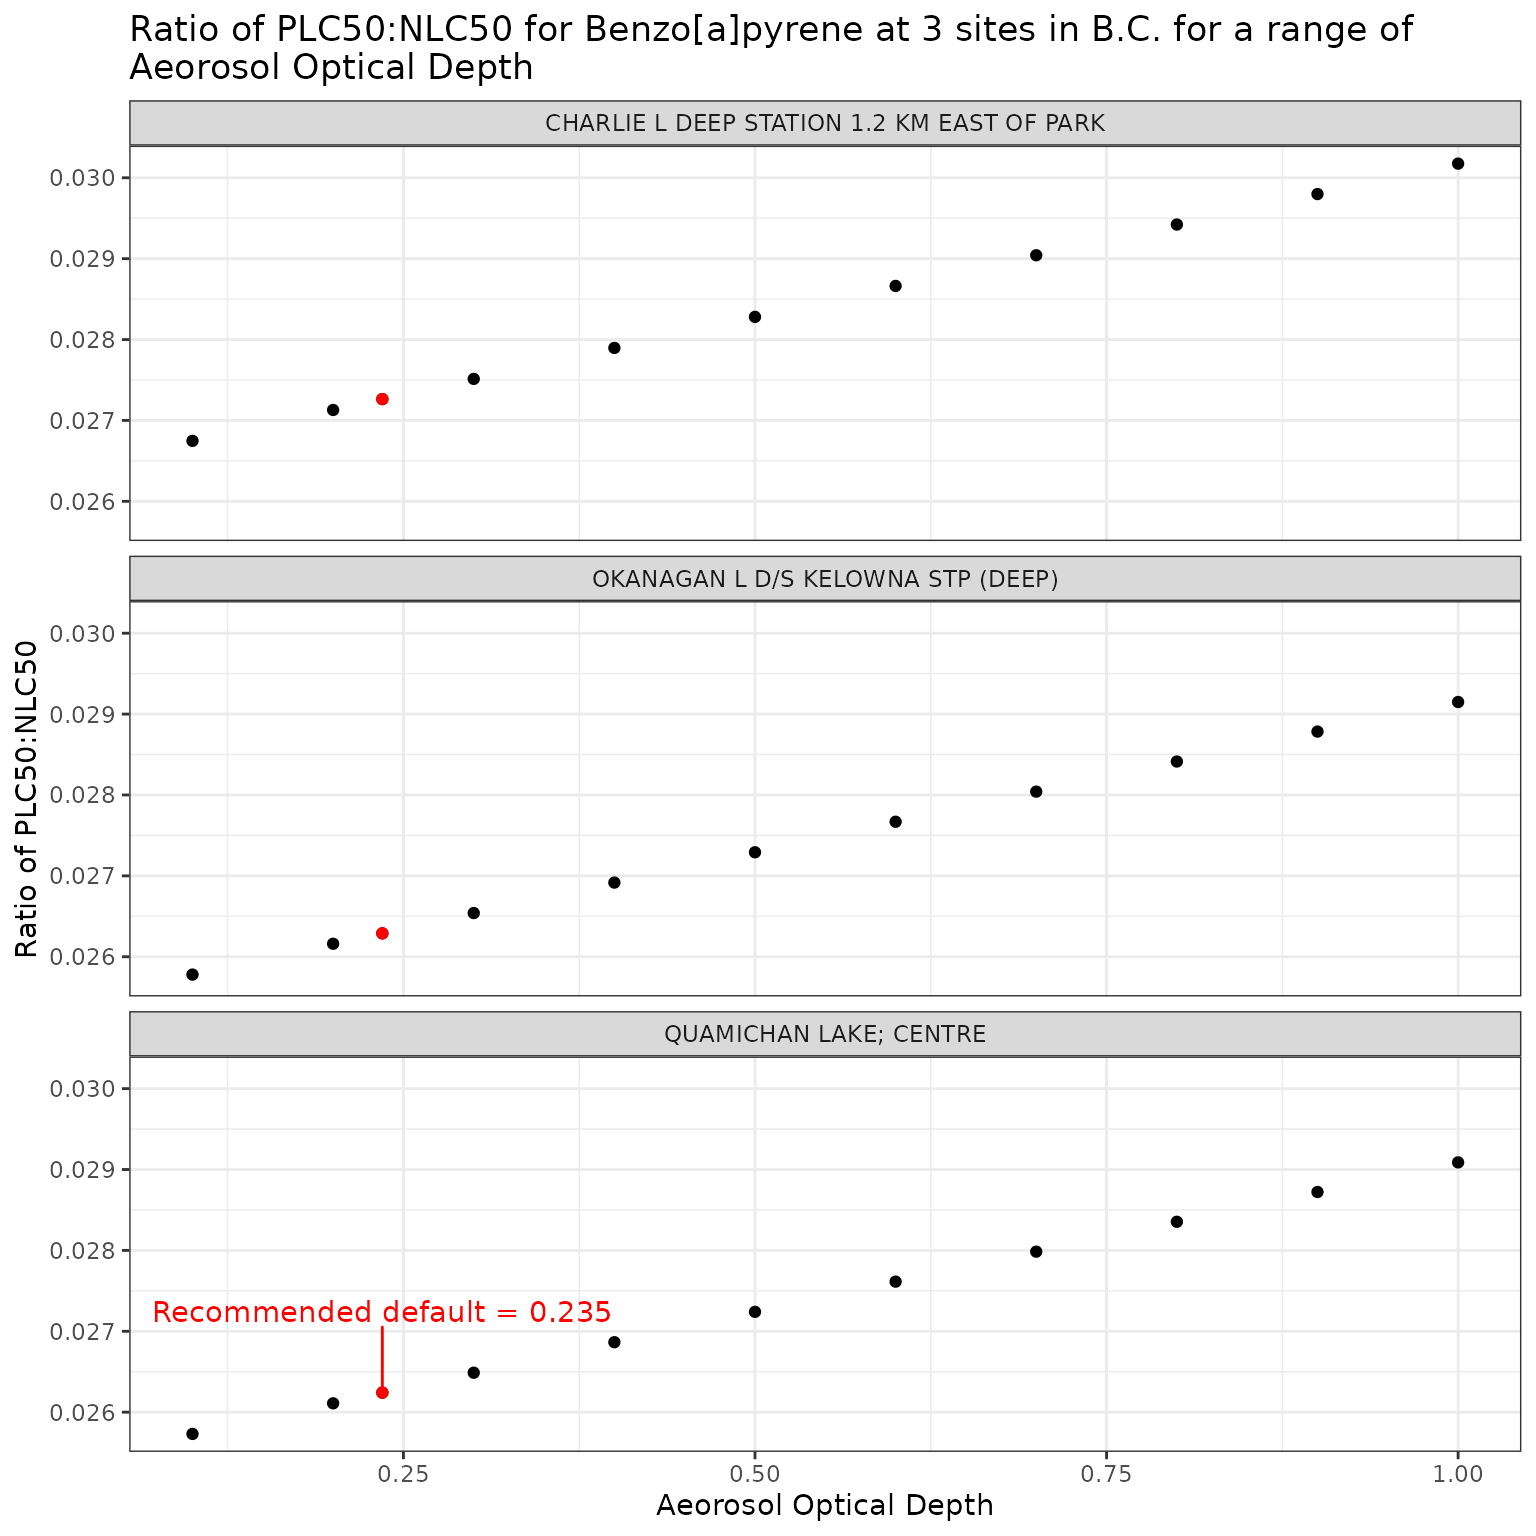 Ratio of PLC50:NLC50 for Benzo[a]pyrene at 3 sites in B.C. for a range of
Aeorosol Optical Depth
CHARLIE L DEEP STATION 1.2 KM EAST OF PARK
0.030
0.029
0.028
0.027
0.026
OKANAGAN L D/S KELOWNA STP (DEEP)
0.030
0.029
0.028
0.027
0.026
Ratio of PLC50:NLC50
QUAMICHAN LAKE; CENTRE
0.030
0.029
0.028
0.027
0.026
Recommended default = 0.235
0.25 0.50 0.75 1.00
Aeorosol Optical Depth